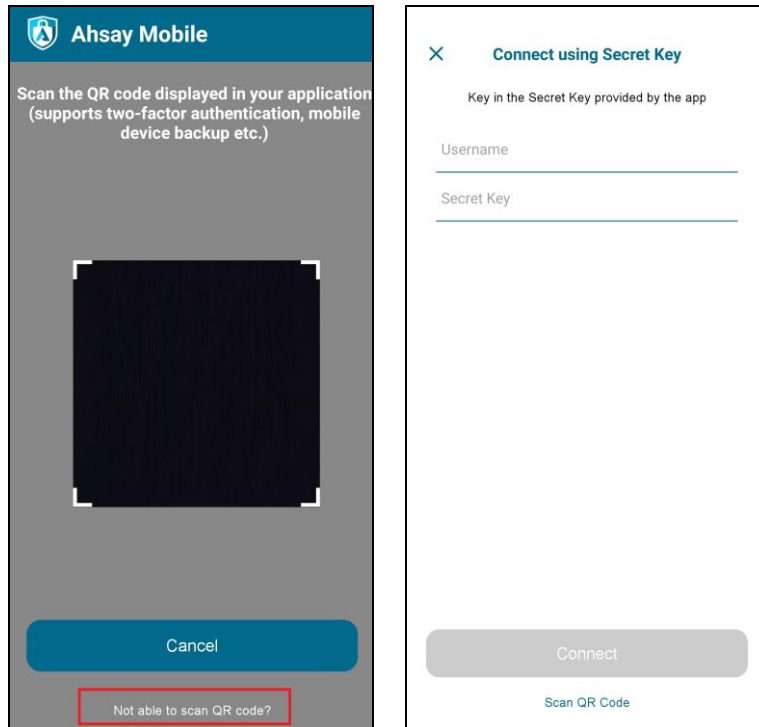 Ahsay Mobile
Scan the QR code displayed in your application
(supports two-factor authentication, mobile
device backup etc.)
Cancel
Not able to scan QR code?
Connect using Secret Key
Key in the Secret Key provided by the app
Username
Secret Key
Connect
Scan QR Code